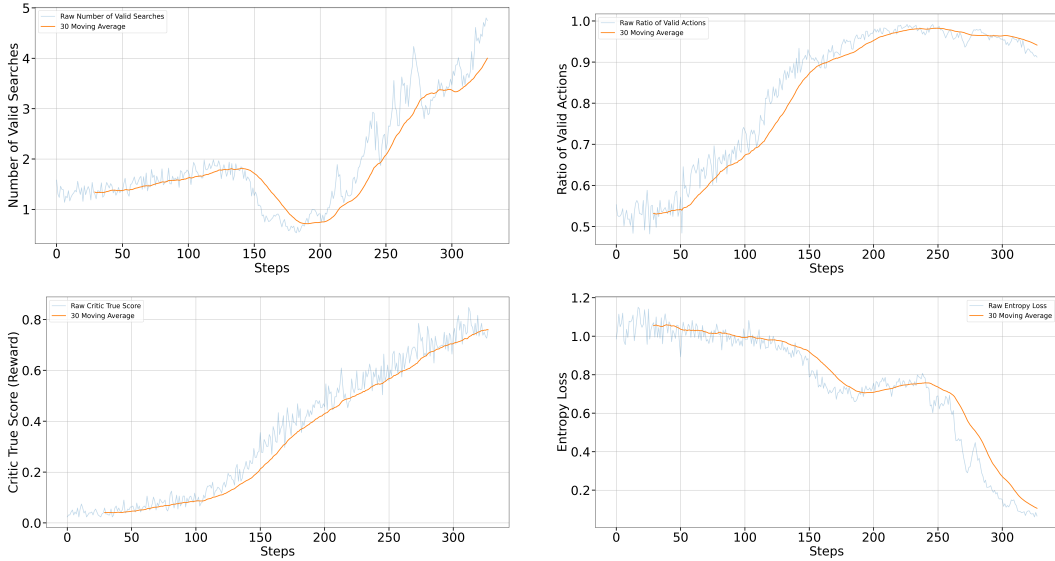 Raw Number of Valid Searches
30 Moving Average
Number of Valid Searches
5
4
3
2
1
0 50 100 150 200 250 300
Steps
Raw Ratio of Valid Actions
30 Moving Average
Ratio of Valid Actions
1.0
0.9
0.8
0.7
0.6
0.5
0 50 100 150 200 250 300
Steps
Raw Critic True Score
30 Moving Average
Critic True Score (Reward)
0.8
0.6
0.4
0.2
0.0
0 50 100 150 200 250 300
Steps
Raw Entropy Loss
30 Moving Average
Entropy Loss
1.2
1.0
0.8
0.6
0.4
0.2
0 50 100 150 200 250 300
Steps